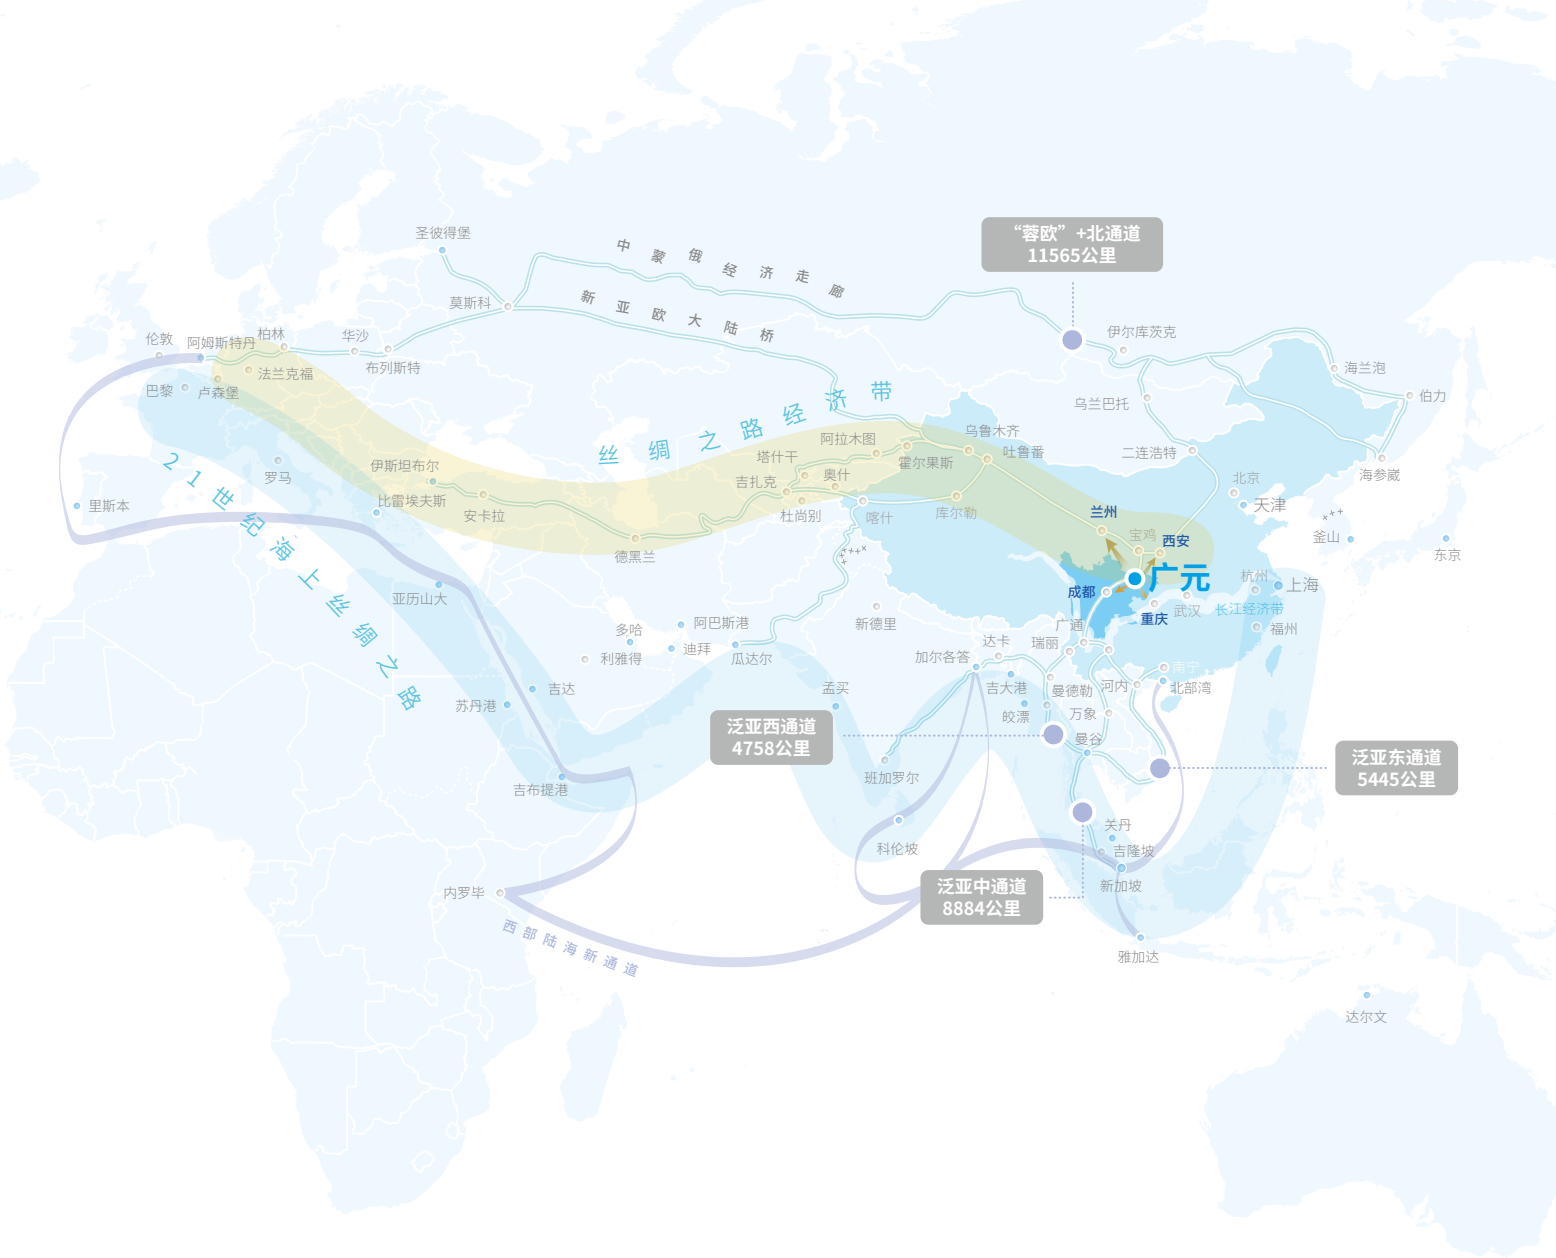 “蓉欧”+北通道
11565公里
圣彼得堡
中蒙俄经济走廊
莫斯科
新亚欧大陆桥
伊尔库茨克
伦敦
阿姆斯特丹
柏林
华沙
布列斯特
法兰克福
巴黎
卢森堡
海兰泡
伯力
乌兰巴托
丝绸之路经济带
乌鲁木齐
阿拉木图
霍尔果斯
吐鲁番
二连浩特
塔什干
奥什
吉扎克
杜尚别
喀什
库尔勒
海参崴
北京
天津
21世纪海上丝绸之路
罗马
伊斯坦布尔
比雷埃夫斯
安卡拉
里斯本
德黑兰
兰州
宝鸡
西安
釜山
东京
广元
成都
重庆
杭州
上海
武汉
长江经济带
福州
亚历山大
多哈
阿巴斯港
迪拜
利雅得
瓜达尔
新德里
广通
瑞丽
达卡
加尔各答
南宁
北部湾
吉达
苏丹港
孟买
吉大港
曼德勒
河内
皎漂
万象
曼谷
泛亚西通道
4758公里
泛亚东通道
5445公里
班加罗尔
吉布提港
关丹
吉隆坡
科伦坡
新加坡
内罗毕
泛亚中通道
8884公里
西部陆海新通道
雅加达
达尔文